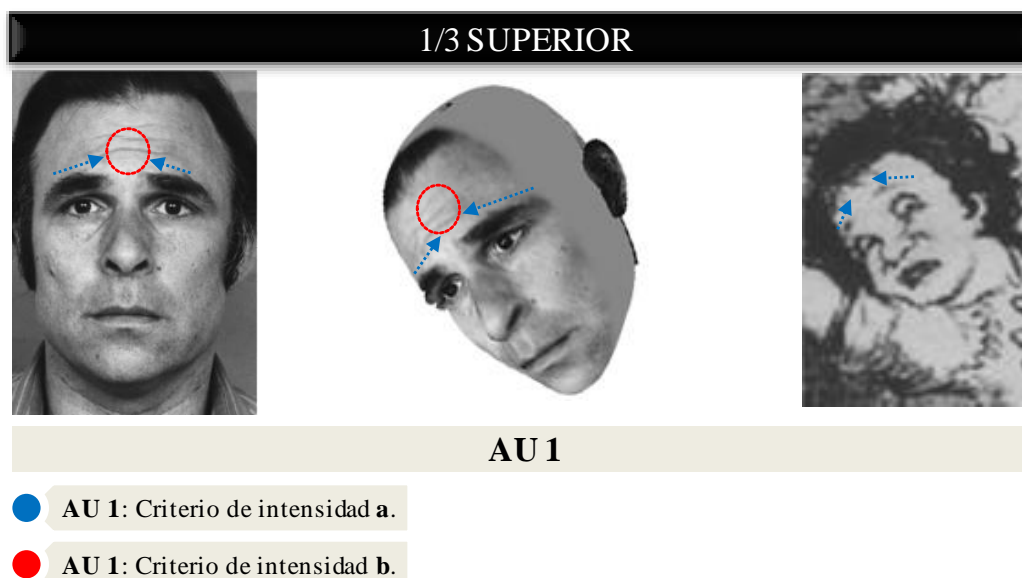 1/3 SUPERIOR
AU 1
AU 1: Criterio de intensidad a.
AU 1: Criterio de intensidad b.